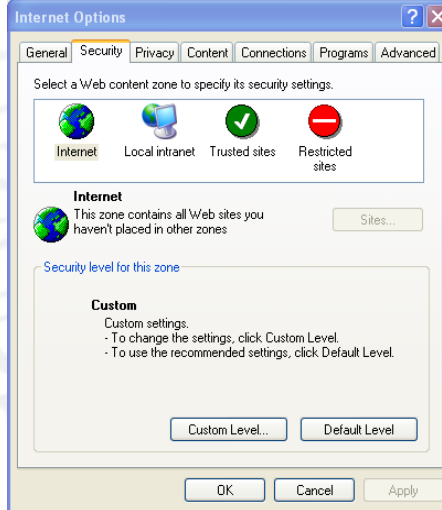 Internet Options
General Security Privacy Content Connections Programs Advanced
Select a Web content zone to specify its security settings.
Internet Local intranet Trusted sites Restricted
sites
Internet
This zone contains all Web sites you
haven't placed in other zones
Sites...
Security level for this zone
Custom
Custom settings.
- To change the settings, click Custom Level.
- To use the recommended settings, click Default Level.
Custom Level... Default Level
OK Cancel Apply